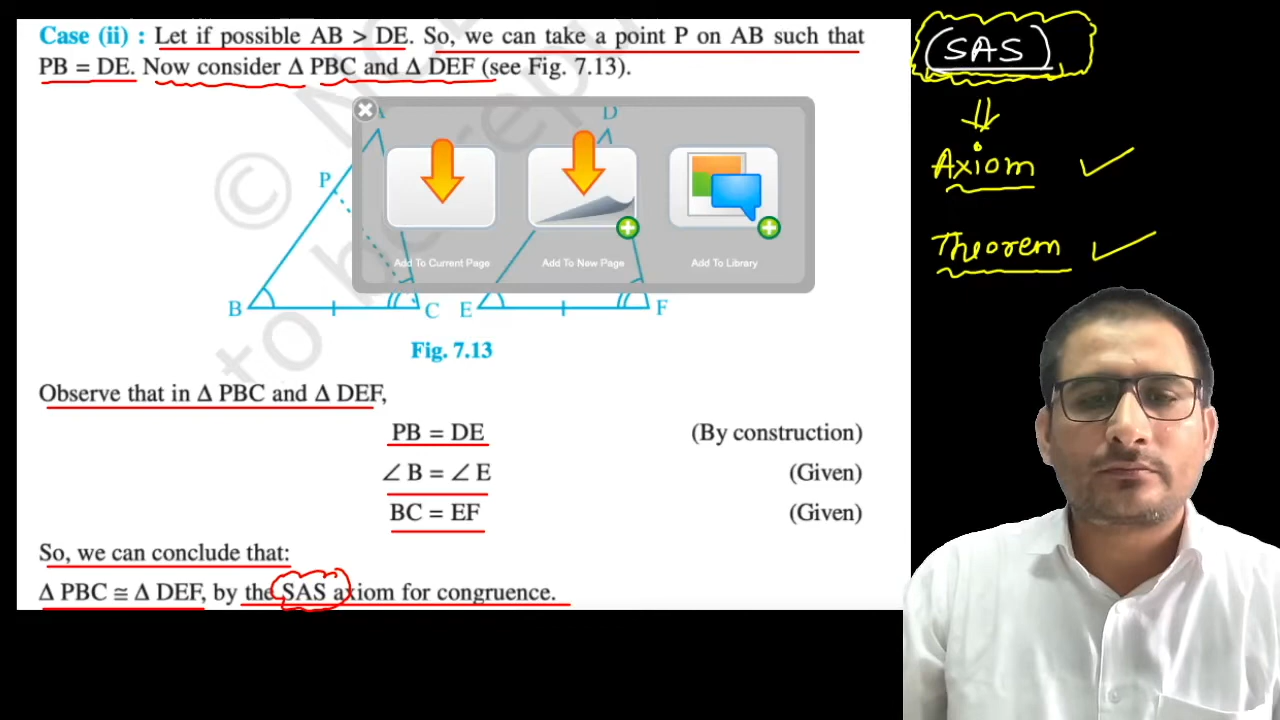 Case (ii) : Let if possible AB > DE. So, we can take a point P on AB such that
PB = DE. Now consider Δ PBC and Δ DEF (see Fig. 7.13).
D
P
Add To Current Page
Add To New Page
Add To Library
B
C
E
F
Fig. 7.13
Observe that in Δ PBC and Δ DEF,
PB = DE (By construction)
∠ B = ∠ E (Given)
BC = EF (Given)
So, we can conclude that:
Δ PBC ≅ Δ DEF, by the SAS axiom for congruence.
(SAS)
⇓
Axiom ✓
Theorem ✓